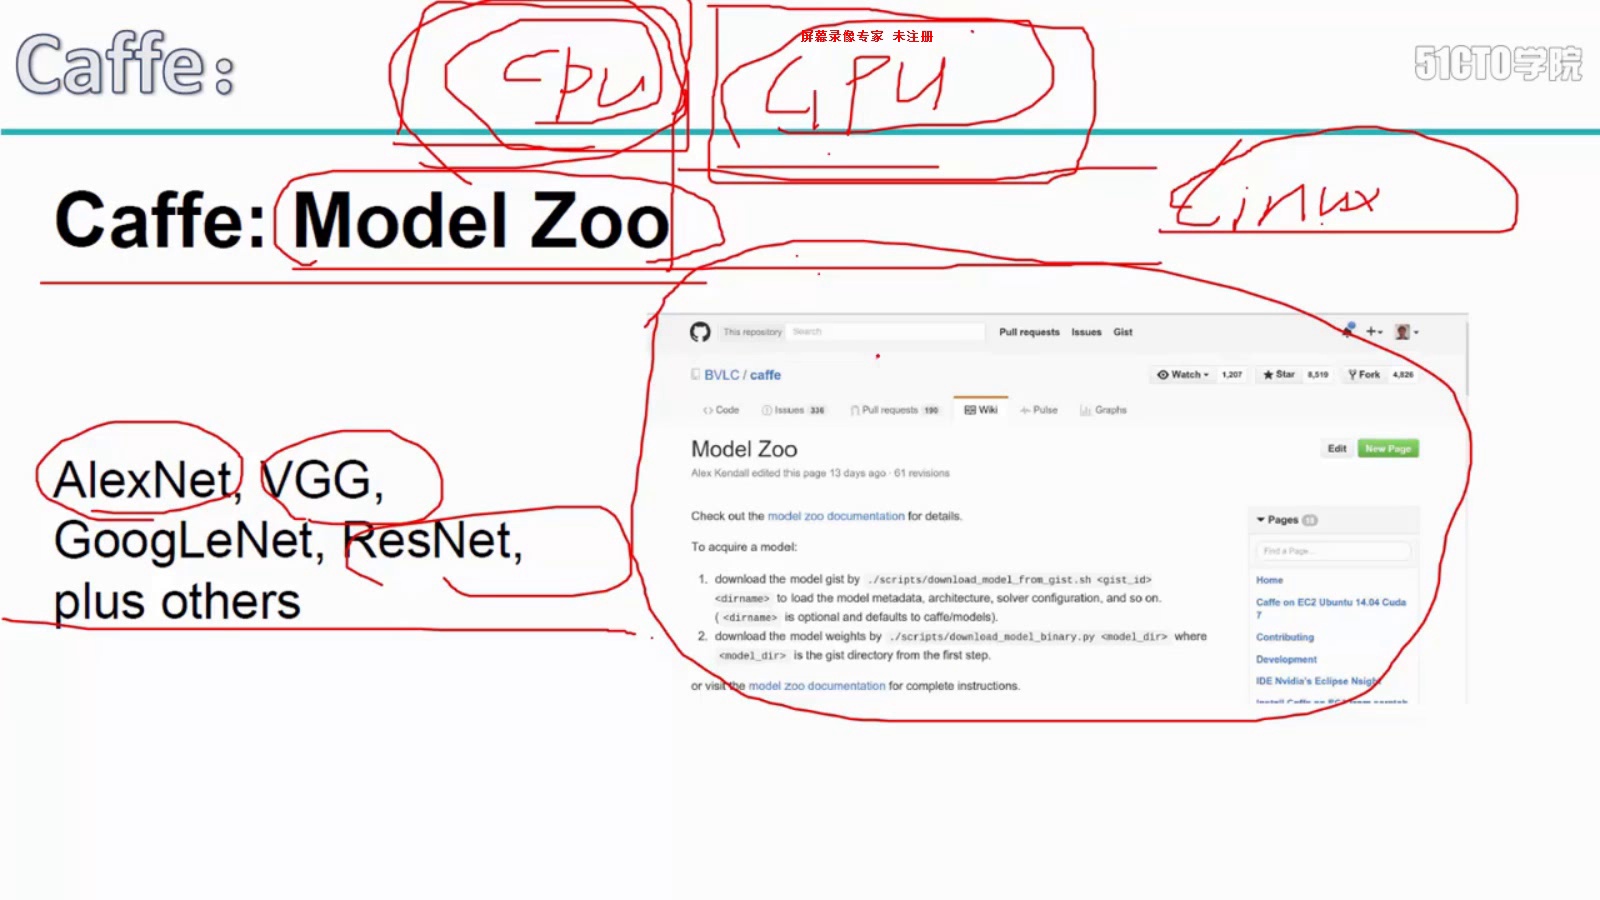 Caffe:
cpu
屏幕录像专家 未注册
GPU
51CTO学院
Caffe: Model Zoo
Linux
This repository Search Pull requests Issues Gist
BVLC / caffe
Watch 1,207 Star 8,519 Fork 4,826
Code Issues 336 Pull requests 190 Wiki Pulse Graphs
Model Zoo
Edit New Page
Alex Kendall edited this page 13 days ago · 61 revisions
AlexNet, VGG,
GoogLeNet, ResNet,
plus others
Check out the model zoo documentation for details.
To acquire a model:
1. download the model gist by ./scripts/download_model_from_gist.sh <gist_id>
<dirname> to load the model metadata, architecture, solver configuration, and so on.
( <dirname> is optional and defaults to caffe/models).
2. download the model weights by ./scripts/download_model_binary.py <model_dir> where
<model_dir> is the gist directory from the first step.
or visit the model zoo documentation for complete instructions.
Pages
Find a Page...
Home
Caffe on EC2 Ubuntu 14.04 Cuda
7
Contributing
Development
IDE Nvidia's Eclipse Nsight